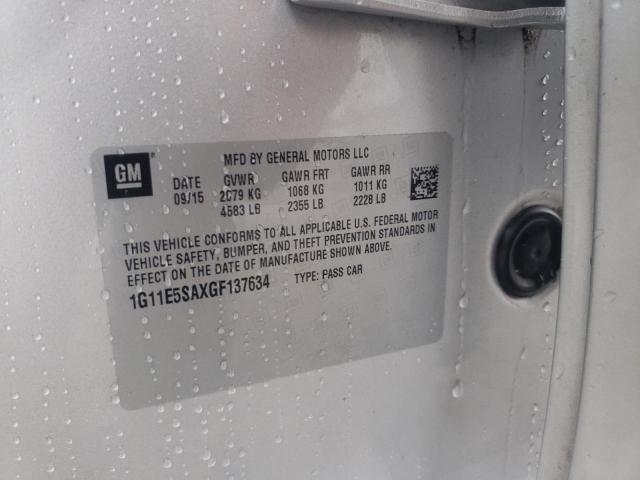 MFD BY GENERAL MOTORS LLC
GM
DATE GVWR GAWR FRT GAWR RR
09/15 2079 KG 1068 KG 1011 KG
4583 LB 2355 LB 2228 LB
THIS VEHICLE CONFORMS TO ALL APPLICABLE U.S. FEDERAL MOTOR
VEHICLE SAFETY, BUMPER, AND THEFT PREVENTION STANDARDS IN
EFFECT ON THE DATE OF MANUFACTURE SHOWN ABOVE.
1G11E5SAXGF137634 TYPE: PASS CAR